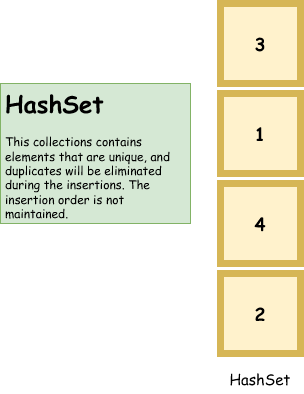 HashSet
This collections contains
elements that are unique, and
duplicates will be eliminated
during the insertions. The
insertion order is not
maintained.
3
1
4
2
HashSet